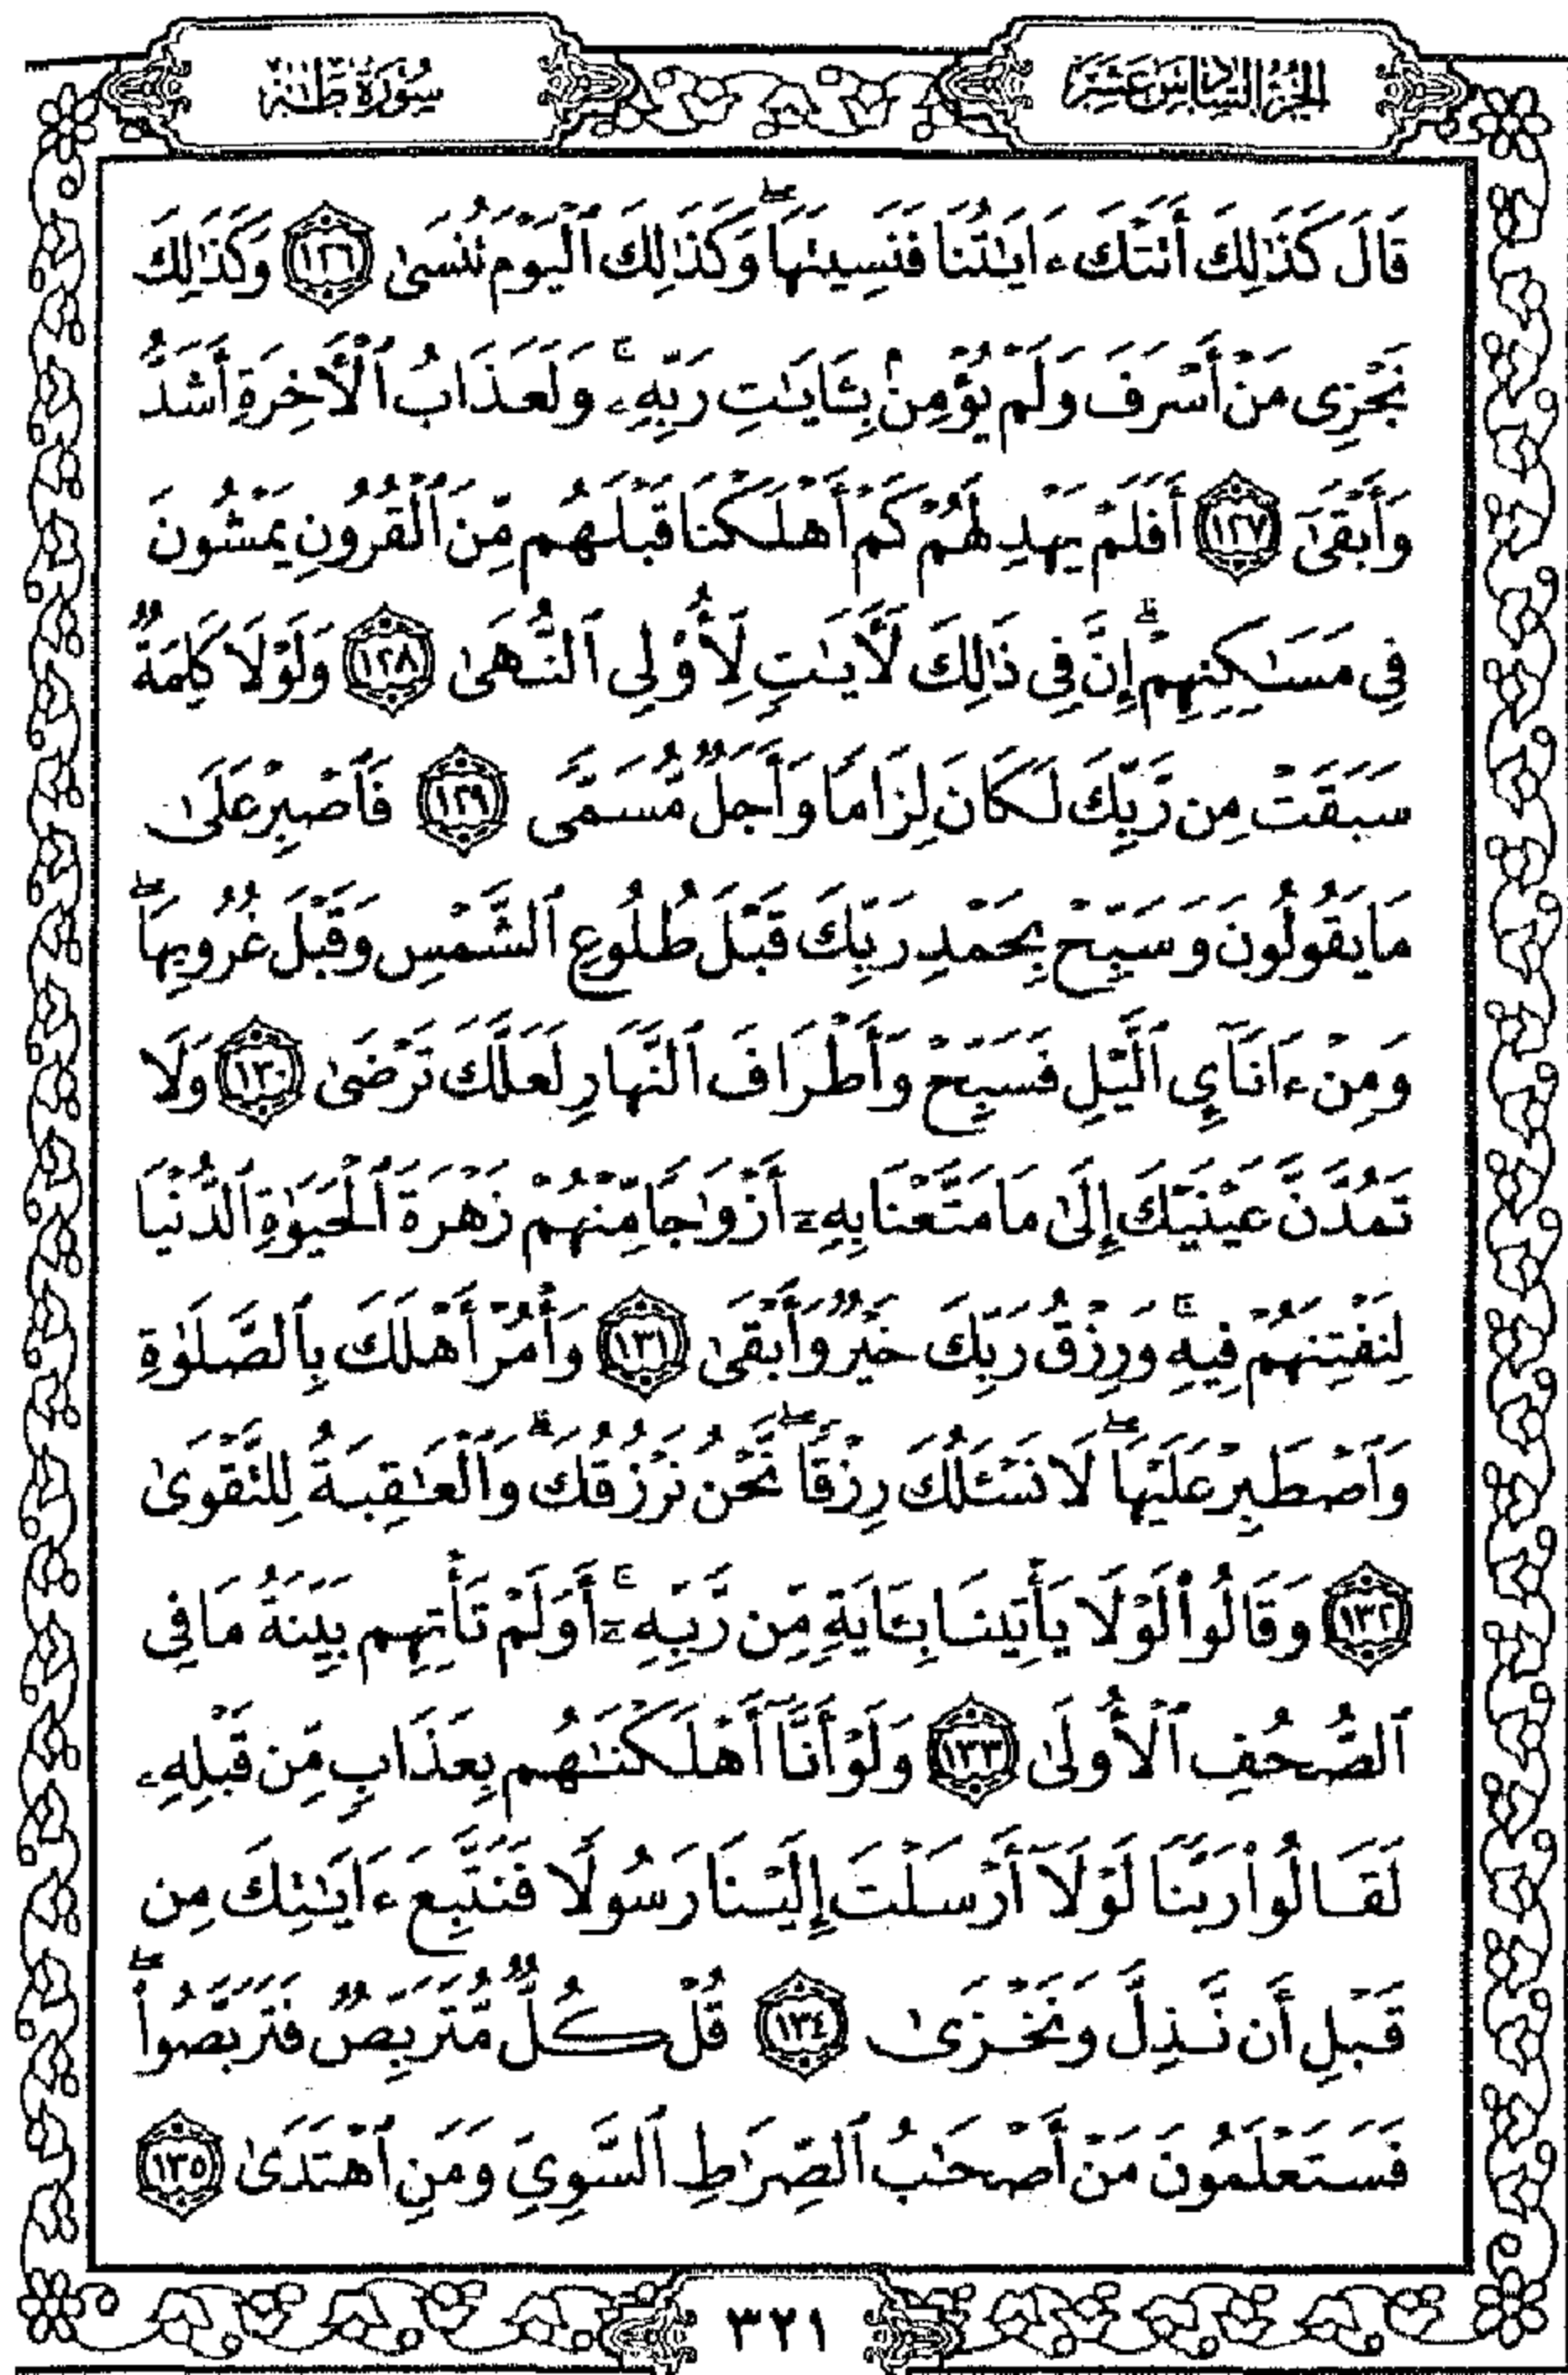 الجزء السادس عشر
سورة طه
قَالَ كَذَٰلِكَ أَتَتْكَ ءَايَٰتُنَا فَنَسِيتَهَا ۖ وَكَذَٰلِكَ ٱلْيَوْمَ تُنسَىٰ ١٢٦ وَكَذَٰلِكَ
نَجْزِى مَنْ أَسْرَفَ وَلَمْ يُؤْمِنۢ بِـَٔايَٰتِ رَبِّهِۦ ۚ وَلَعَذَابُ ٱلْأَخِرَةِ أَشَدُّ
وَأَبْقَىٰٓ ١٢٧ أَفَلَمْ يَهْدِ لَهُمْ كَمْ أَهْلَكْنَا قَبْلَهُم مِّنَ ٱلْقُرُونِ يَمْشُونَ
فِى مَسَٰكِنِهِمْ ۗ إِنَّ فِى ذَٰلِكَ لَأَيَٰتٍ لِّأُو۟لِى ٱلنُّهَىٰ ١٢٨ وَلَوْلَا كَلِمَةٌ
سَبَقَتْ مِن رَّبِّكَ لَكَانَ لِزَامًا وَأَجَلٌ مُّسَمًّى ١٢٩ فَٱصْبِرْ عَلَىٰ
مَا يَقُولُونَ وَسَبِّحْ بِحَمْدِ رَبِّكَ قَبْلَ طُلُوعِ ٱلشَّمْسِ وَقَبْلَ غُرُوبِهَا ۖ
وَمِنْ ءَانَآئِ ٱلَّيْلِ فَسَبِّحْ وَأَطْرَافَ ٱلنَّهَارِ لَعَلَّكَ تَرْضَىٰ ١٣٠ وَلَا
تَمُدَّنَّ عَيْنَيْكَ إِلَىٰ مَا مَتَّعْنَا بِهِۦٓ أَزْوَٰجًا مِّنْهُمْ زَهْرَةَ ٱلْحَيَوٰةِ ٱلدُّنْيَا
لِنَفْتِنَهُمْ فِيهِ ۚ وَرِزْقُ رَبِّكَ خَيْرٌ وَأَبْقَىٰ ١٣١ وَأْمُرْ أَهْلَكَ بِٱلصَّلَوٰةِ
وَٱصْطَبِرْ عَلَيْهَا ۖ لَا نَسْـَٔلُكَ رِزْقًا ۖ نَّحْنُ نَرْزُقُكَ ۗ وَٱلْعَٰقِبَةُ لِلتَّقْوَىٰ
١٣٢ وَقَالُوا۟ لَوْلَا يَأْتِينَا بِـَٔايَةٍ مِّن رَّبِّهِۦٓ ۚ أَوَلَمْ تَأْتِهِم بَيِّنَةُ مَا فِى
ٱلصُّحُفِ ٱلْأُولَىٰ ١٣٣ وَلَوْ أَنَّآ أَهْلَكْنَٰهُم بِعَذَابٍ مِّن قَبْلِهِۦ
لَقَالُوا۟ رَبَّنَا لَوْلَآ أَرْسَلْتَ إِلَيْنَا رَسُولًا فَنَتَّبِعَ ءَايَٰتِكَ مِن
قَبْلِ أَن نَّذِلَّ وَنَخْزَىٰ ١٣٤ قُلْ كُلٌّ مُّتَرَبِّصٌ فَتَرَبَّصُوا۟ ۖ
فَسَتَعْلَمُونَ مَنْ أَصْحَٰبُ ٱلصِّرَٰطِ ٱلسَّوِىِّ وَمَنِ ٱهْتَدَىٰ ١٣٥
٣٢١